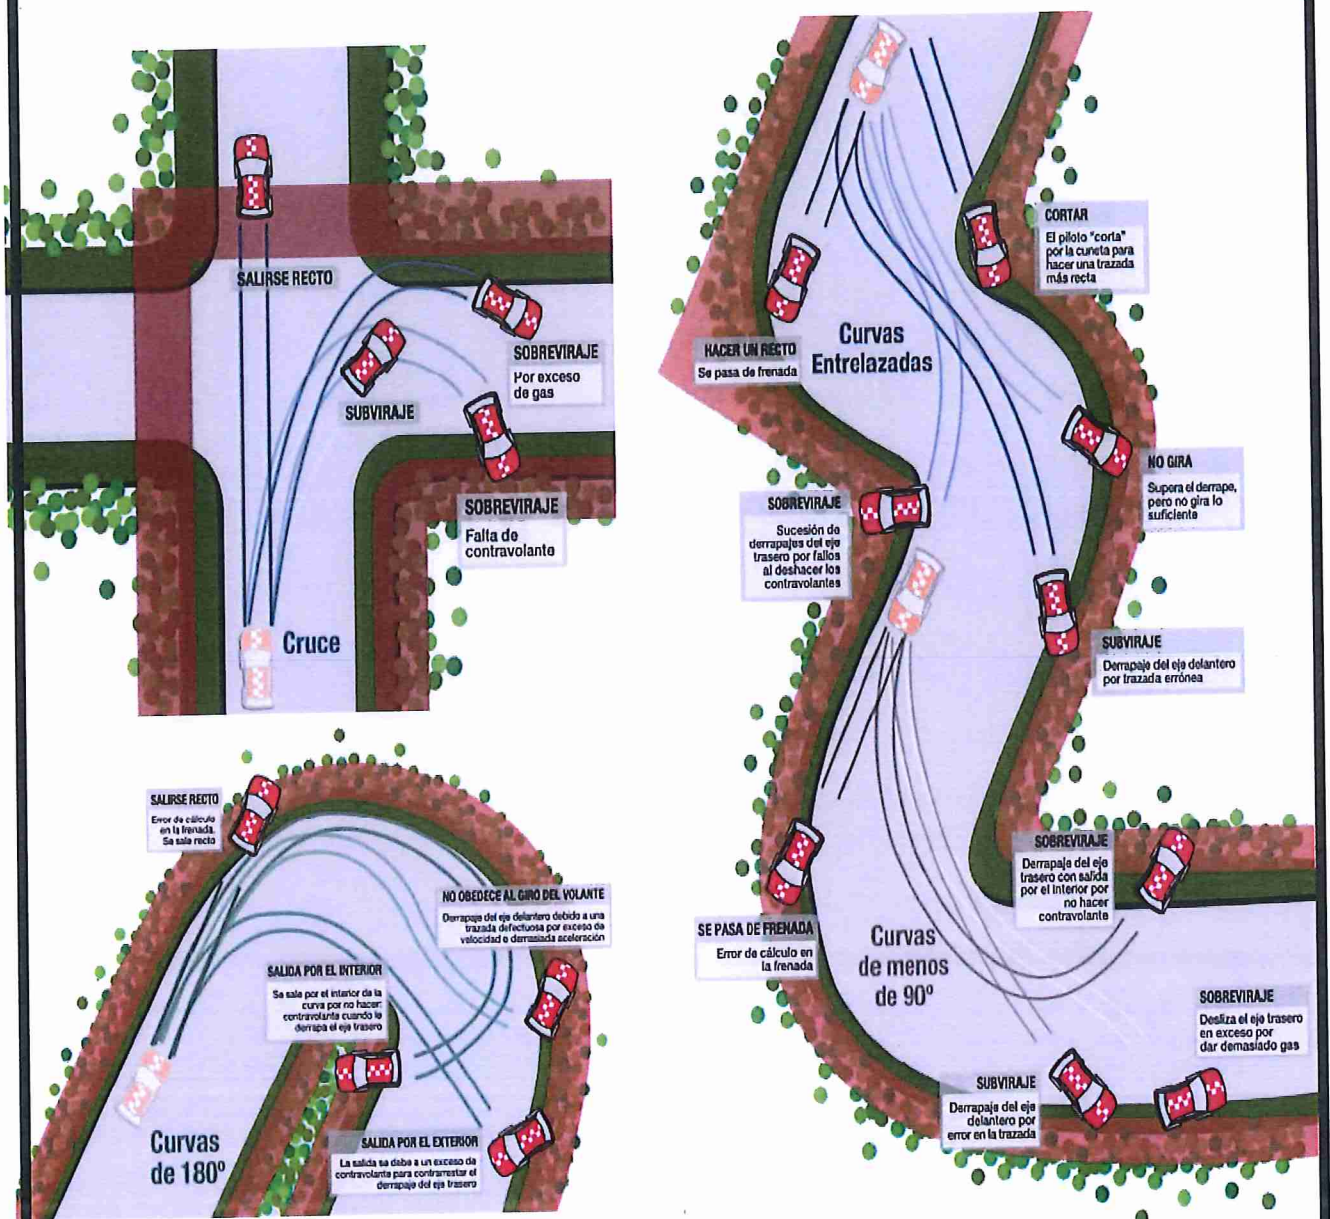 SALIRSE RECTO
SOBREVIRAJE
Por exceso
de gas
SUBVIRAJE
SOBREVIRAJE
Falta de
contravolante
Cruce
CORTAR
El piloto "corta"
por la cuneta para
hacer una trazada
más recta
HACER UN RECTO
Se pasa de frenada
Curvas
Entrelazadas
NO GIRA
Supera el derrape,
pero no gira lo
suficiente
SOBREVIRAJE
Sucesión de
derrapajes del eje
trasero por fallos
al deshacer los
contravolantes
SUBVIRAJE
Derrapaje del eje delantero
por trazada errónea
SALIRSE RECTO
Error de cálculo
en la frenada.
Se sale recto
NO OBEDECE AL GIRO DEL VOLANTE
Derrapaje del eje delantero debido a una
trazada defectuosa por exceso de
velocidad o demasiada aceleración
SALIDA POR EL INTERIOR
Se sale por el interior de la
curva por no hacer
contravolante cuando le
derrapa el eje trasero
SALIDA POR EL EXTERIOR
La salida se debe a un exceso de
contravolante para contrarrestar el
derrapaje del eje trasero
Curvas
de 180º
SOBREVIRAJE
Derrapaje del eje
trasero con salida
por el interior por
no hacer
contravolante
SE PASA DE FRENADA
Error de cálculo en
la frenada
Curvas
de menos
de 90º
SOBREVIRAJE
Desliza el eje trasero
en exceso por
dar demasiado gas
SUBVIRAJE
Derrapaje del eje
delantero por
error en la trazada